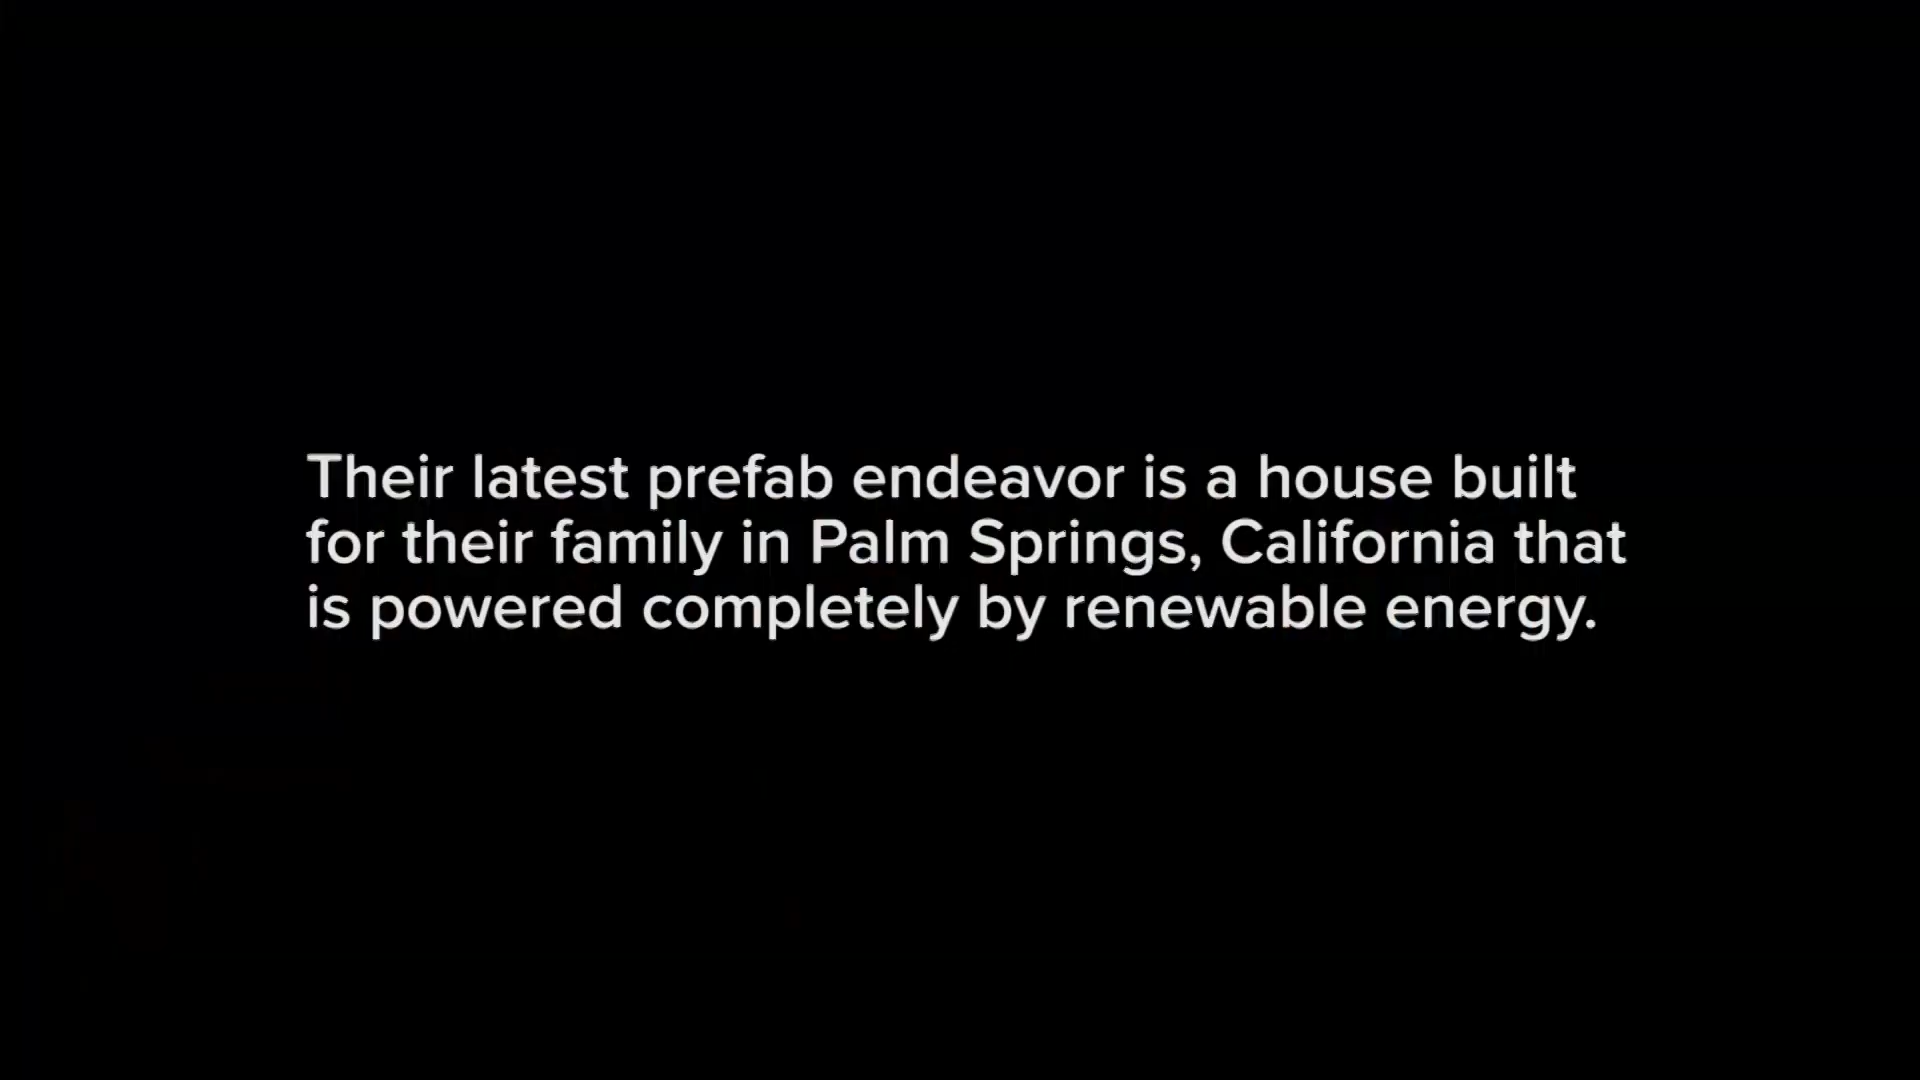 Their latest prefab endeavor is a house built
for their family in Palm Springs, California that
is powered completely by renewable energy.